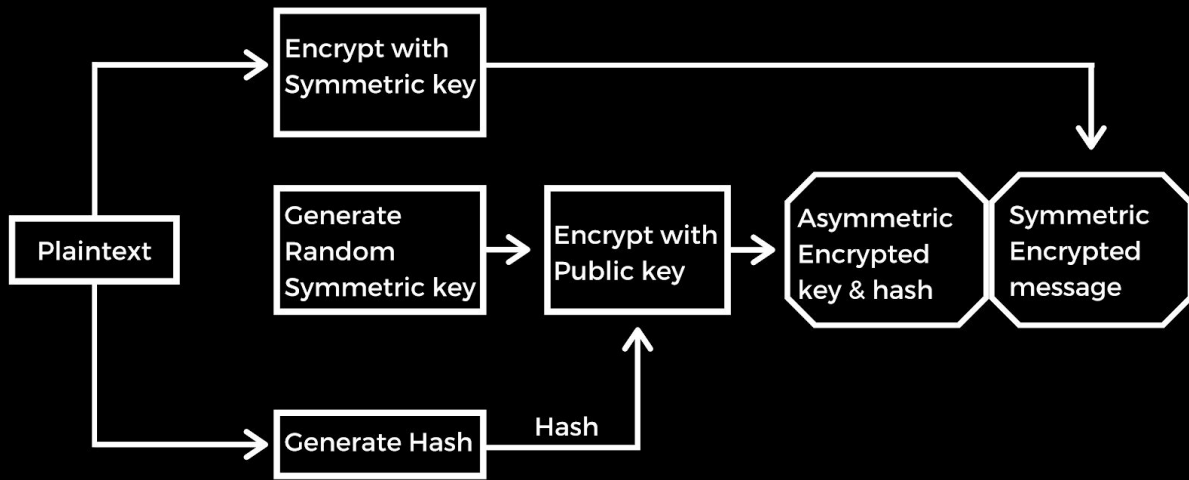 Encrypt with
Symmetric key
Plaintext
Generate
Random
Symmetric key
Encrypt with
Public key
Asymmetric
Encrypted
key & hash
Symmetric
Encrypted
message
Generate Hash
Hash